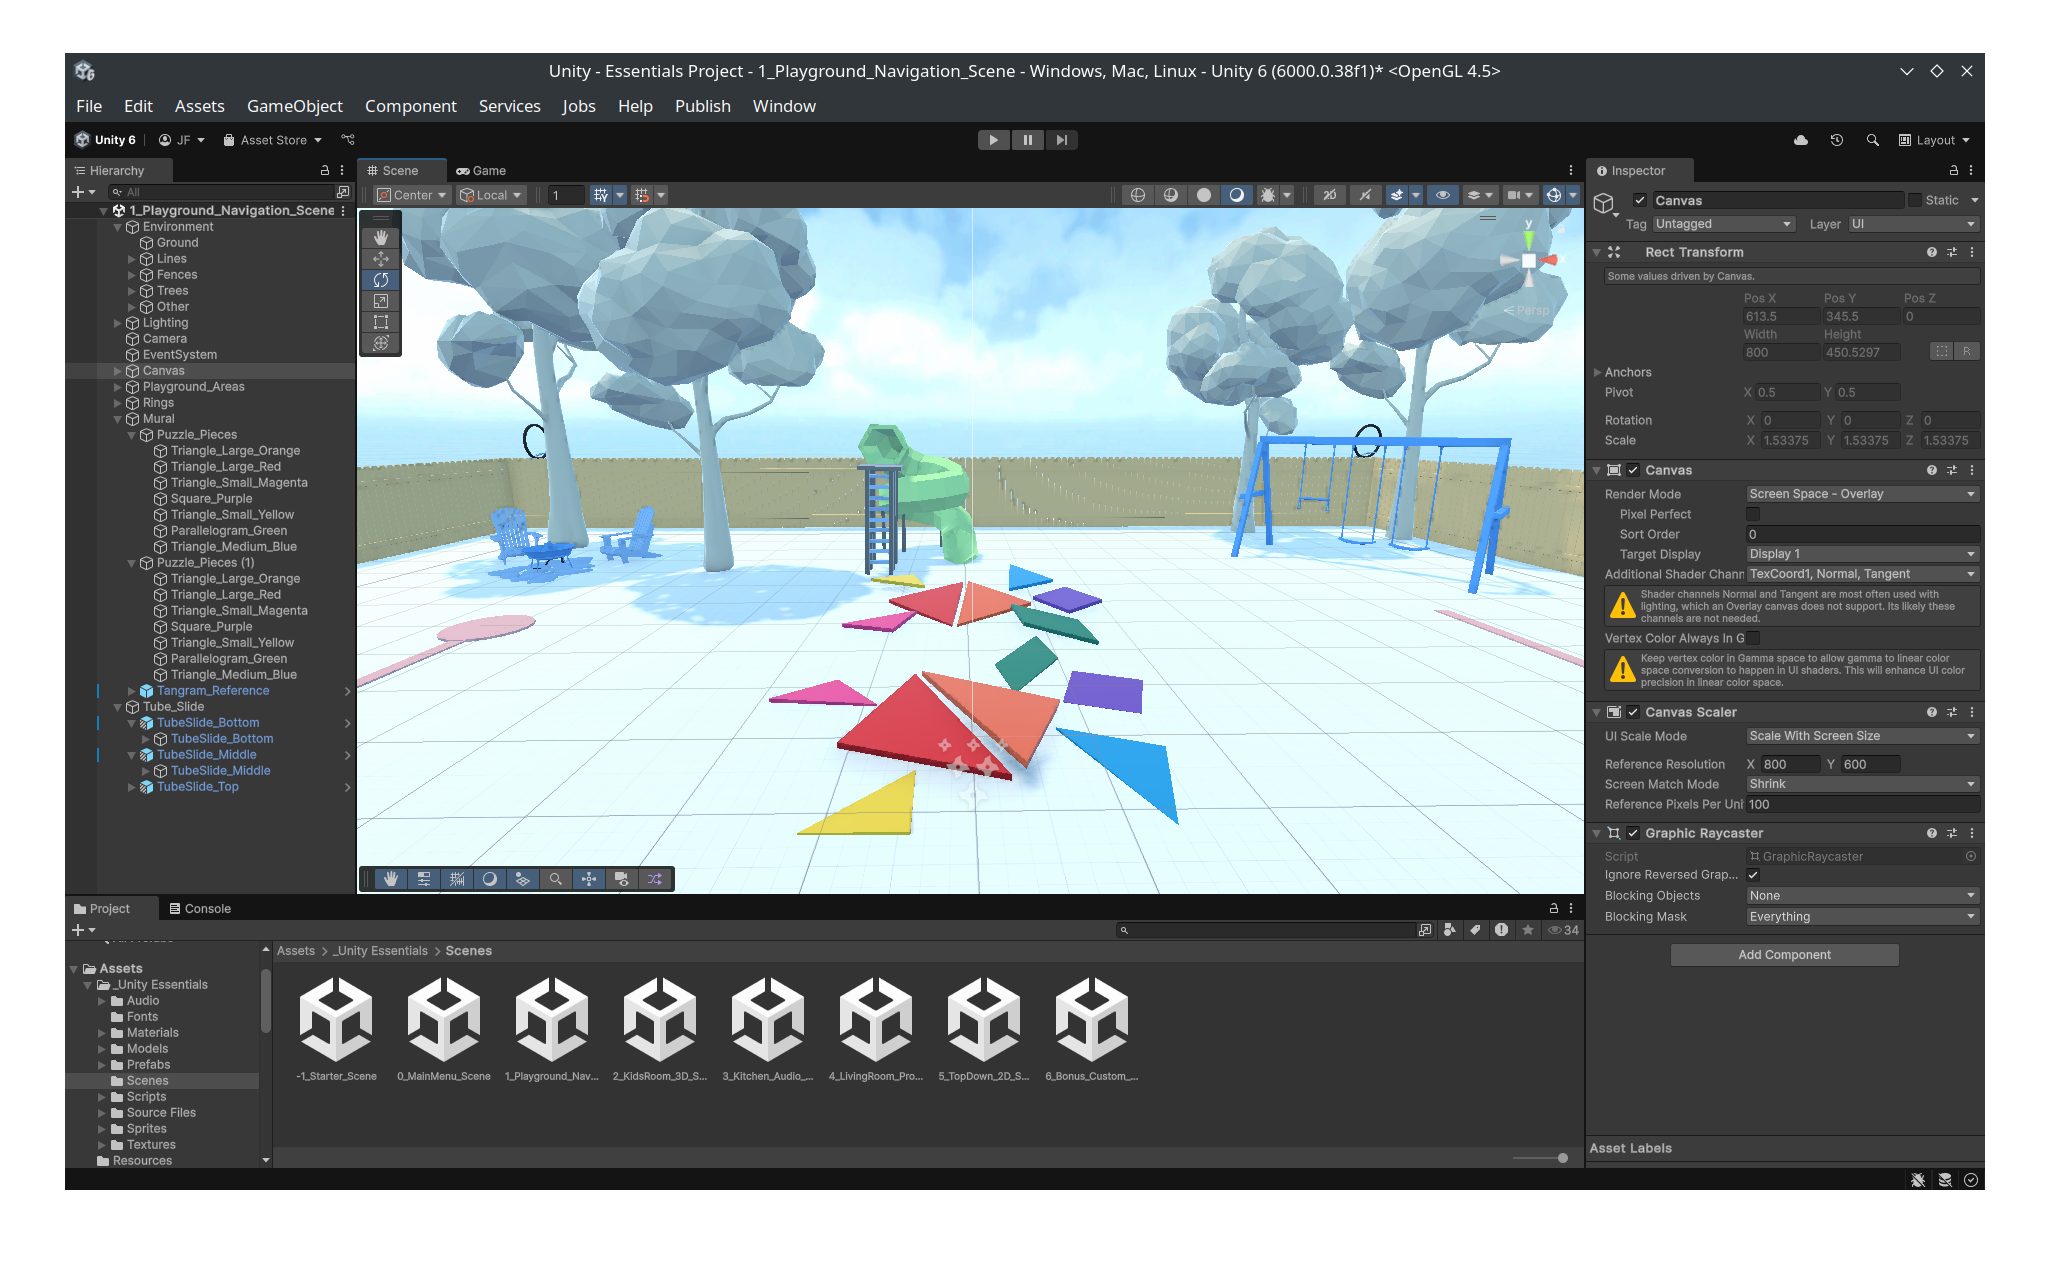 Unity - Essentials Project - 1_Playground_Navigation_Scene - Windows, Mac, Linux - Unity 6 (6000.0.38f1)* <OpenGL 4.5>
File Edit Assets GameObject Component Services Jobs Help Publish Window
Unity 6 JF Asset Store Layout
Hierarchy
All
1_Playground_Navigation_Scene
Environment
Ground
Lines
Fences
Trees
Other
Lighting
Camera
EventSystem
Canvas
Playground_Areas
Rings
Mural
Puzzle_Pieces
Triangle_Large_Orange
Triangle_Large_Red
Triangle_Small_Magenta
Square_Purple
Triangle_Small_Yellow
Parallelogram_Green
Triangle_Medium_Blue
Puzzle_Pieces (1)
Triangle_Large_Orange
Triangle_Large_Red
Triangle_Small_Magenta
Square_Purple
Triangle_Small_Yellow
Parallelogram_Green
Triangle_Medium_Blue
Tangram_Reference
Tube_Slide
TubeSlide_Bottom
TubeSlide_Bottom
TubeSlide_Middle
TubeSlide_Middle
TubeSlide_Top
Scene Game
Center Local 1 2D
y
Persp
Inspector
Canvas Static
Tag Untagged Layer UI
Rect Transform
Some values driven by Canvas.
Pos X Pos Y Pos Z
613.5 345.5 0
Width Height
800 450.5297 R
Anchors
Pivot X 0.5 Y 0.5
Rotation X 0 Y 0 Z 0
Scale X 1.53375 Y 1.53375 Z 1.53375
Canvas
Render Mode Screen Space - Overlay
Pixel Perfect
Sort Order 0
Target Display Display 1
Additional Shader Chann TexCoord1, Normal, Tangent
Shader channels Normal and Tangent are most often used with
lighting, which an Overlay canvas does not support. Its likely these
channels are not needed.
Vertex Color Always In G
Keep vertex color in Gamma space to allow gamma to linear color
space conversion to happen in UI shaders. This will enhance UI color
precision in linear color space.
Canvas Scaler
UI Scale Mode Scale With Screen Size
Reference Resolution X 800 Y 600
Screen Match Mode Shrink
Reference Pixels Per Uni 100
Graphic Raycaster
Script GraphicRaycaster
Ignore Reversed Grap...
Blocking Objects None
Blocking Mask Everything
Add Component
Asset Labels
Project Console
34
Assets
_Unity Essentials
Audio
Fonts
Materials
Models
Prefabs
Scenes
Scripts
Source Files
Sprites
Textures
Resources
Assets > _Unity Essentials > Scenes
-1_Starter_Scene 0_MainMenu_Scene 1_Playground_Nav... 2_KidsRoom_3D_S... 3_Kitchen_Audio_... 4_LivingRoom_Pro... 5_TopDown_2D_S... 6_Bonus_Custom_...